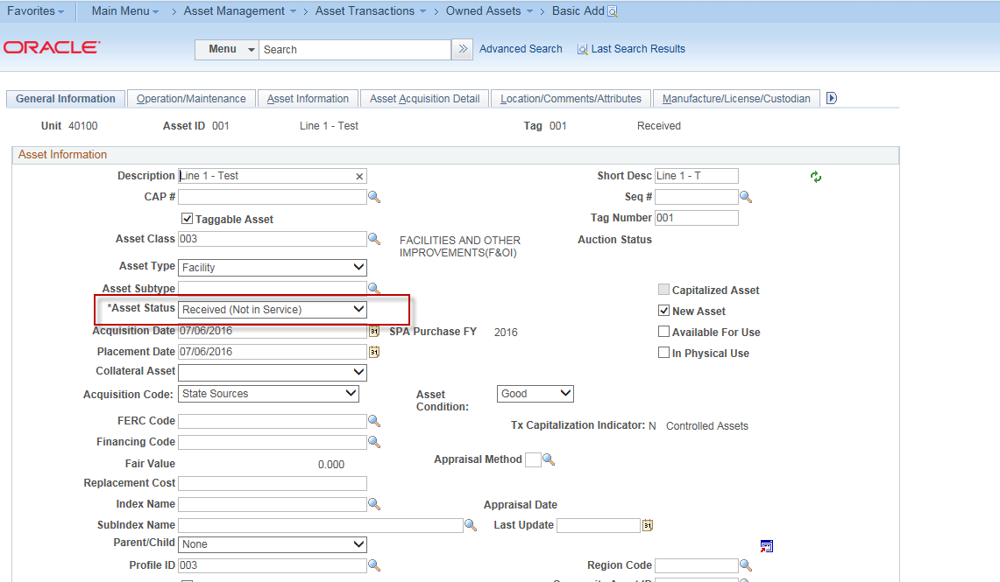 Favorites Main Menu > Asset Management > Asset Transactions > Owned Assets > Basic Add
ORACLE
Menu Search Advanced Search Last Search Results
General Information Operation/Maintenance Asset Information Asset Acquisition Detail Location/Comments/Attributes Manufacture/License/Custodian
Unit 40100 Asset ID 001 Line 1 - Test Tag 001 Received
Asset Information
Description Line 1 - Test Short Desc Line 1 - T
CAP # Seq #
Taggable Asset Tag Number 001
Asset Class 003 FACILITIES AND OTHER Auction Status
IMPROVEMENTS(F&OI)
Asset Type Facility
Asset Subtype Capitalized Asset
*Asset Status Received (Not in Service) New Asset
Acquisition Date 07/06/2016 31 SPA Purchase FY 2016 Available For Use
Placement Date 07/06/2016 31 In Physical Use
Collateral Asset
Acquisition Code: State Sources Asset Good
Condition:
FERC Code Tx Capitalization Indicator: N Controlled Assets
Financing Code
Fair Value 0.000 Appraisal Method
Replacement Cost
Index Name Appraisal Date
SubIndex Name Last Update 31
Parent/Child None
Profile ID 003 Region Code